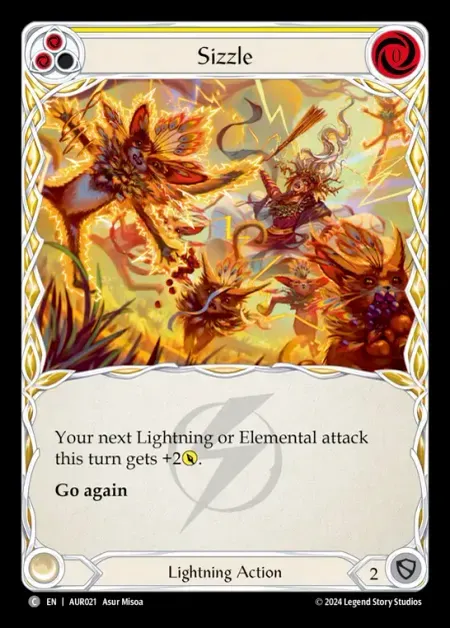 Sizzle
0
Your next Lightning or Elemental attack
this turn gets +2.
Go again
Lightning Action
2
C EN | AUR021 Asur Misoa
© 2024 Legend Story Studios